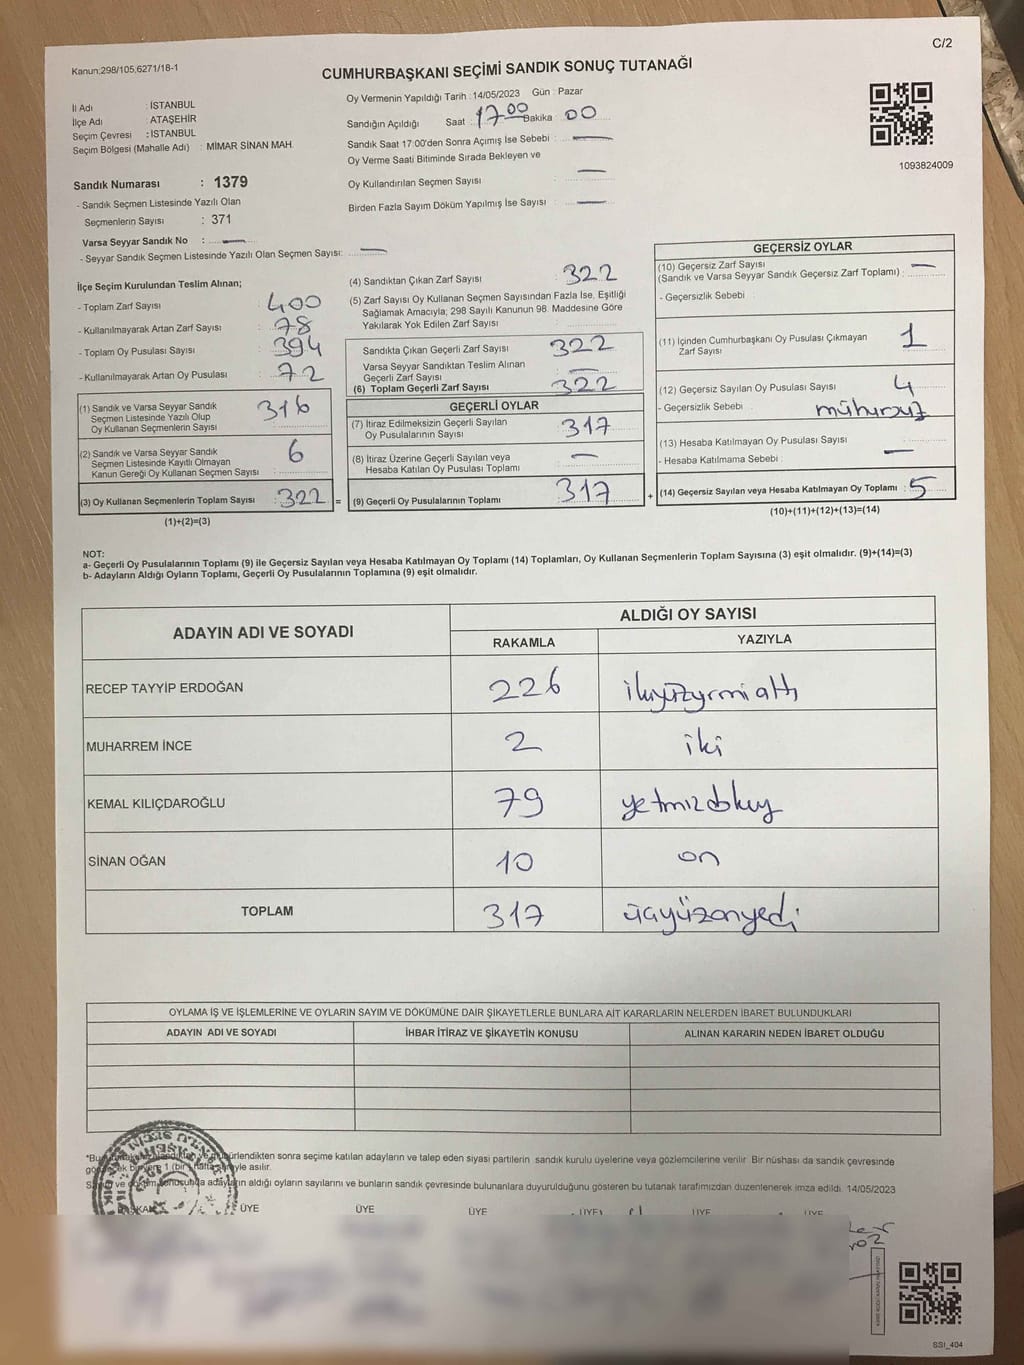 C/2
Kanun:298/105,6271/18-1
CUMHURBAŞKANI SEÇİMİ SANDIK SONUÇ TUTANAĞI
İl Adı : İSTANBUL
İlçe Adı : ATAŞEHİR
Seçim Çevresi : İSTANBUL
Seçim Bölgesi (Mahalle Adı) : MİMAR SİNAN MAH.
Sandık Numarası : 1379
- Sandık Seçmen Listesinde Yazılı Olan
Seçmenlerin Sayısı : 371
Varsa Seyyar Sandık No : —
- Seyyar Sandık Seçmen Listesinde Yazılı Olan Seçmen Sayısı: —
Oy Vermenin Yapıldığı Tarih : 14/05/2023 Gün : Pazar
Sandığın Açıldığı Saat : 17.00 Bakika : 00
Sandık Saat 17:00'den Sonra Açımış İse Sebebi : —
Oy Verme Saati Bitiminde Sırada Bekleyen ve
Oy Kullandırılan Seçmen Sayısı : —
Birden Fazla Sayım Döküm Yapılmış İse Sayısı : —
1093824009
İlçe Seçim Kurulundan Teslim Alınan;
- Toplam Zarf Sayısı : 400
- Kullanılmayarak Artan Zarf Sayısı : 78
- Toplam Oy Pusulası Sayısı : 394
- Kullanılmayarak Artan Oy Pusulası : 72
(1) Sandık ve Varsa Seyyar Sandık
Seçmen Listesinde Yazılı Olup
Oy Kullanan Seçmenlerin Sayısı : 316
(2) Sandık ve Varsa Seyyar Sandık
Seçmen Listesinde Kayıtlı Olmayan
Kanun Gereği Oy Kullanan Seçmen Sayısı : 6
(3) Oy Kullanan Seçmenlerin Toplam Sayısı : 322 =
(1)+(2)=(3)
(4) Sandıktan Çıkan Zarf Sayısı : 322
(5) Zarf Sayısı Oy Kullanan Seçmen Sayısından Fazla İse, Eşitliği
Sağlamak Amacıyla; 298 Sayılı Kanunun 98. Maddesine Göre
Yakılarak Yok Edilen Zarf Sayısı :
Sandıkta Çıkan Geçerli Zarf Sayısı : 322
Varsa Seyyar Sandıktan Teslim Alınan
Geçerli Zarf Sayısı : —
(6) Toplam Geçerli Zarf Sayısı : 322
GEÇERLİ OYLAR
(7) İtiraz Edilmeksizin Geçerli Sayılan
Oy Pusulalarının Sayısı : 317
(8) İtiraz Üzerine Geçerli Sayılan veya
Hesaba Katılan Oy Pusulası Toplamı : —
(9) Geçerli Oy Pusulalarının Toplamı : 317 +
GEÇERSİZ OYLAR
(10) Geçersiz Zarf Sayısı
(Sandık ve Varsa Seyyar Sandık Geçersiz Zarf Toplamı) : —
- Geçersizlik Sebebi :
(11) İçinden Cumhurbaşkanı Oy Pusulası Çıkmayan
Zarf Sayısı : 1
(12) Geçersiz Sayılan Oy Pusulası Sayısı : 4
- Geçersizlik Sebebi : mühürsüz
(13) Hesaba Katılmayan Oy Pusulası Sayısı :
- Hesaba Katılmama Sebebi : —
(14) Geçersiz Sayılan veya Hesaba Katılmayan Oy Toplamı : 5
(10)+(11)+(12)+(13)=(14)
NOT:
a- Geçerli Oy Pusulalarının Toplamı (9) ile Geçersiz Sayılan veya Hesaba Katılmayan Oy Toplamı (14) Toplamları, Oy Kullanan Seçmenlerin Toplam Sayısına (3) eşit olmalıdır. (9)+(14)=(3)
b- Adayların Aldığı Oyların Toplamı, Geçerli Oy Pusulalarının Toplamına (9) eşit olmalıdır.
ADAYIN ADI VE SOYADI ALDIĞI OY SAYISI
RAKAMLA YAZIYLA
RECEP TAYYİP ERDOĞAN 226 ikiyüzyirmialtı
MUHARREM İNCE 2 iki
KEMAL KILIÇDAROĞLU 79 yetmizdokuz
SİNAN OĞAN 10 on
TOPLAM 317 üçyüzonyedi
OYLAMA İŞ VE İŞLEMLERİNE VE OYLARIN SAYIM VE DÖKÜMÜNE DAİR ŞİKAYETLERLE BUNLARA AİT KARARLARIN NELERDEN İBARET BULUNDUKLARI
ADAYIN ADI VE SOYADI İHBAR İTİRAZ VE ŞİKAYETİN KONUSU ALINAN KARARIN NEDEN İBARET OLDUĞU
mühürlendikten sonra seçime katılan adayların ve talep eden siyasi partilerin sandık kurulu üyelerine veya gözlemcilerine verilir. Bir nüshası da sandık çevresinde
1 (bir) hafta süreyle asılır.
Sayım ve döküm konusunda adayların aldığı oyların sayılarını ve bunların sandık çevresinde bulunanlara duyurulduğunu gösteren bu tutanak tarafımızdan düzenlenerek imza edildi. 14/05/2023
BAŞKAN ÜYE ÜYE ÜYE ÜYE ÜYE ÜYE
SSI_404